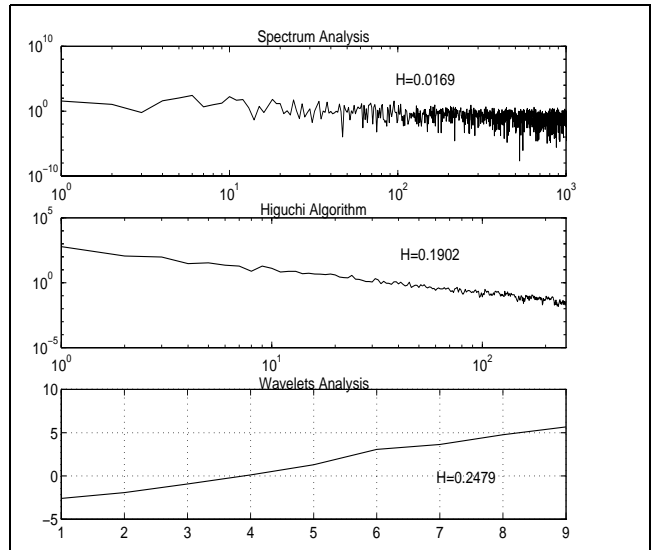 Spectrum Analysis
10^10
10^0
10^-10
H=0.0169
10^0 10^1 10^2 10^3
Higuchi Algorithm
10^5
10^0
10^-5
H=0.1902
10^0 10^1 10^2
Wavelets Analysis
10
5
0
-5
H=0.2479
1 2 3 4 5 6 7 8 9